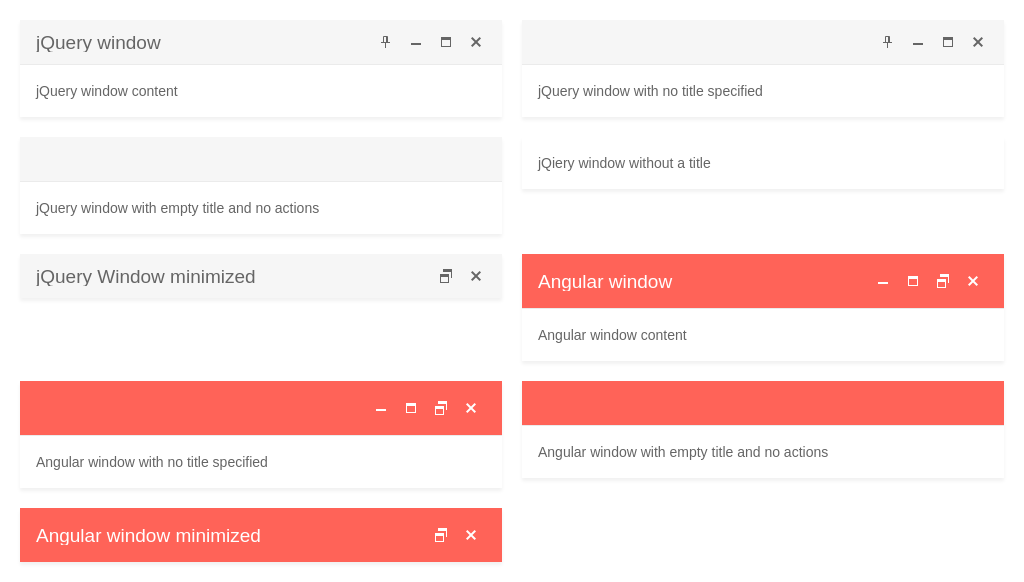 jQuery window
jQuery window content
jQuery window with no title specified
jQuery window with empty title and no actions
jQiery window without a title
jQuery Window minimized
Angular window
Angular window content
Angular window with no title specified
Angular window with empty title and no actions
Angular window minimized